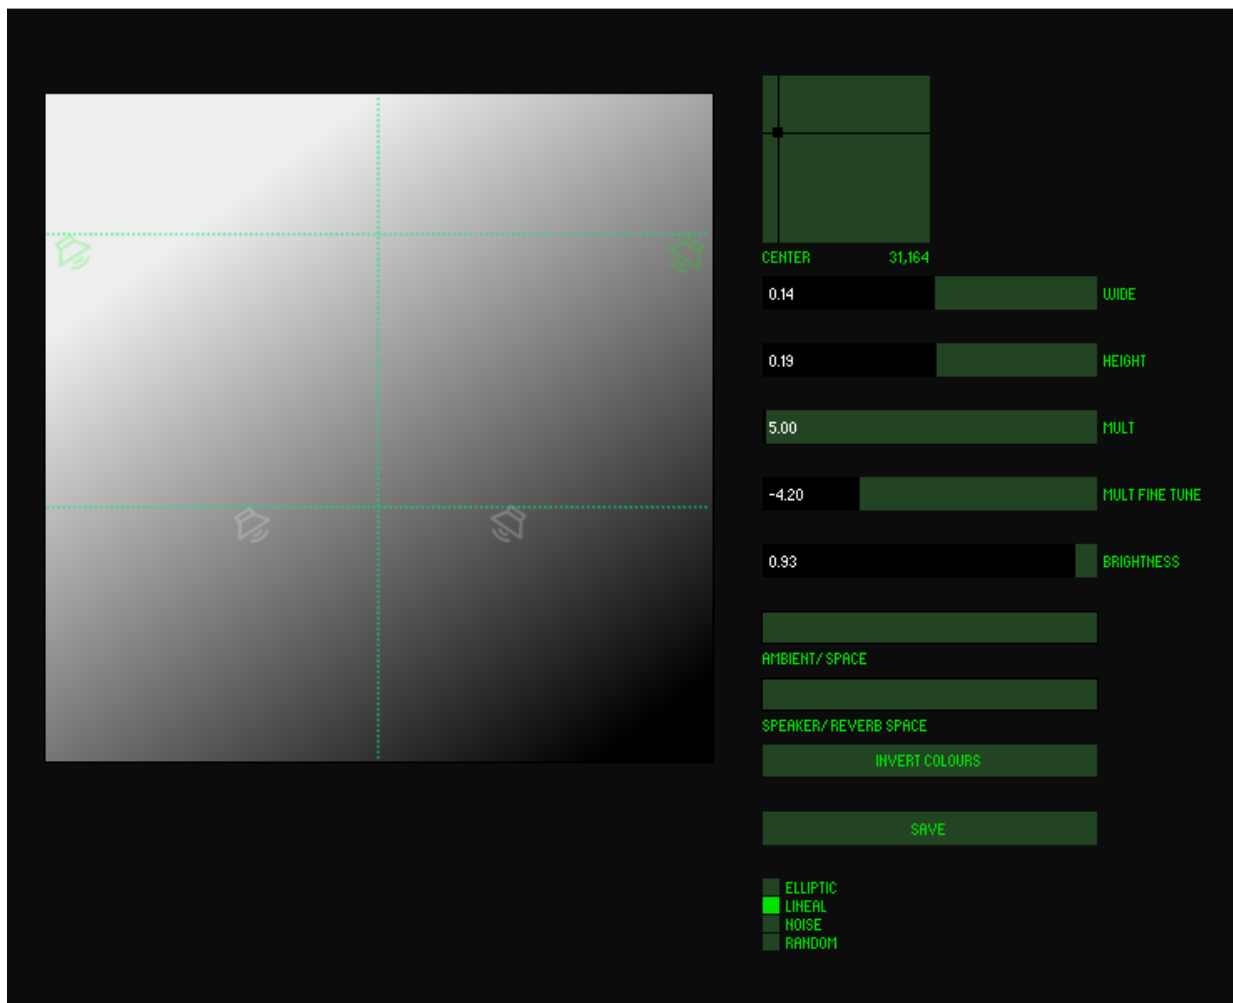 CENTER 31,164
0.14 WIDE
0.19 HEIGHT
5.00 MULT
-4.20 MULT FINE TUNE
0.93 BRIGHTNESS
AMBIENT/ SPACE
SPEAKER/ REVERB SPACE
INVERT COLOURS
SAVE
ELLIPTIC
LINEAL
NOISE
RANDOM